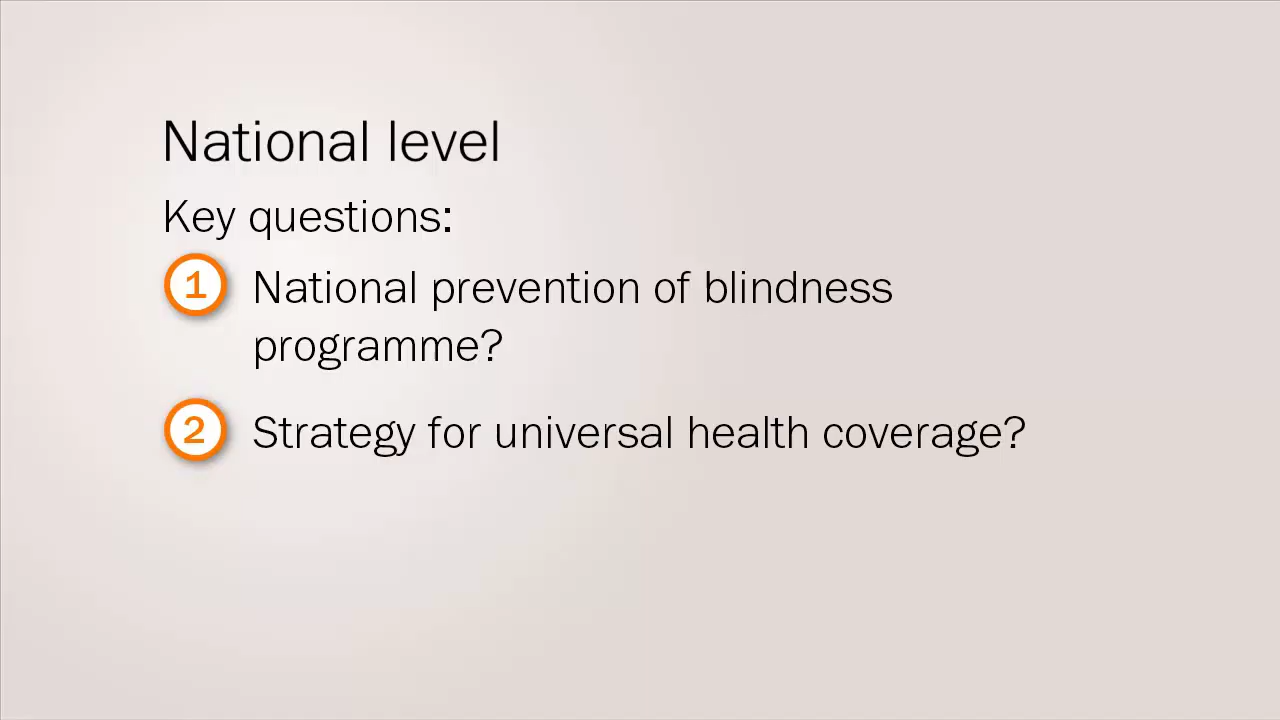 National level
Key questions:
1 National prevention of blindness
programme?
2 Strategy for universal health coverage?